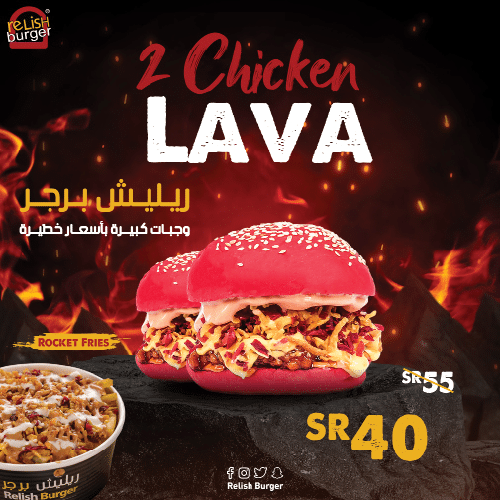 reLISH
burger
2 Chicken
LAVA
ريليش برجر
وجبات كبيرة بأسعار خطيرة
ROCKET FRIES
SR55
SR40
ريليش برجر
Relish Burger
Relish Burger